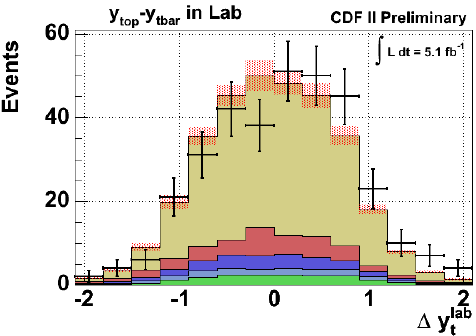 y_top-y_tbar in Lab
CDF II Preliminary
∫ L dt = 5.1 fb⁻¹
Events
60
40
20
0
-2 -1 0 1 2
Δ y^lab